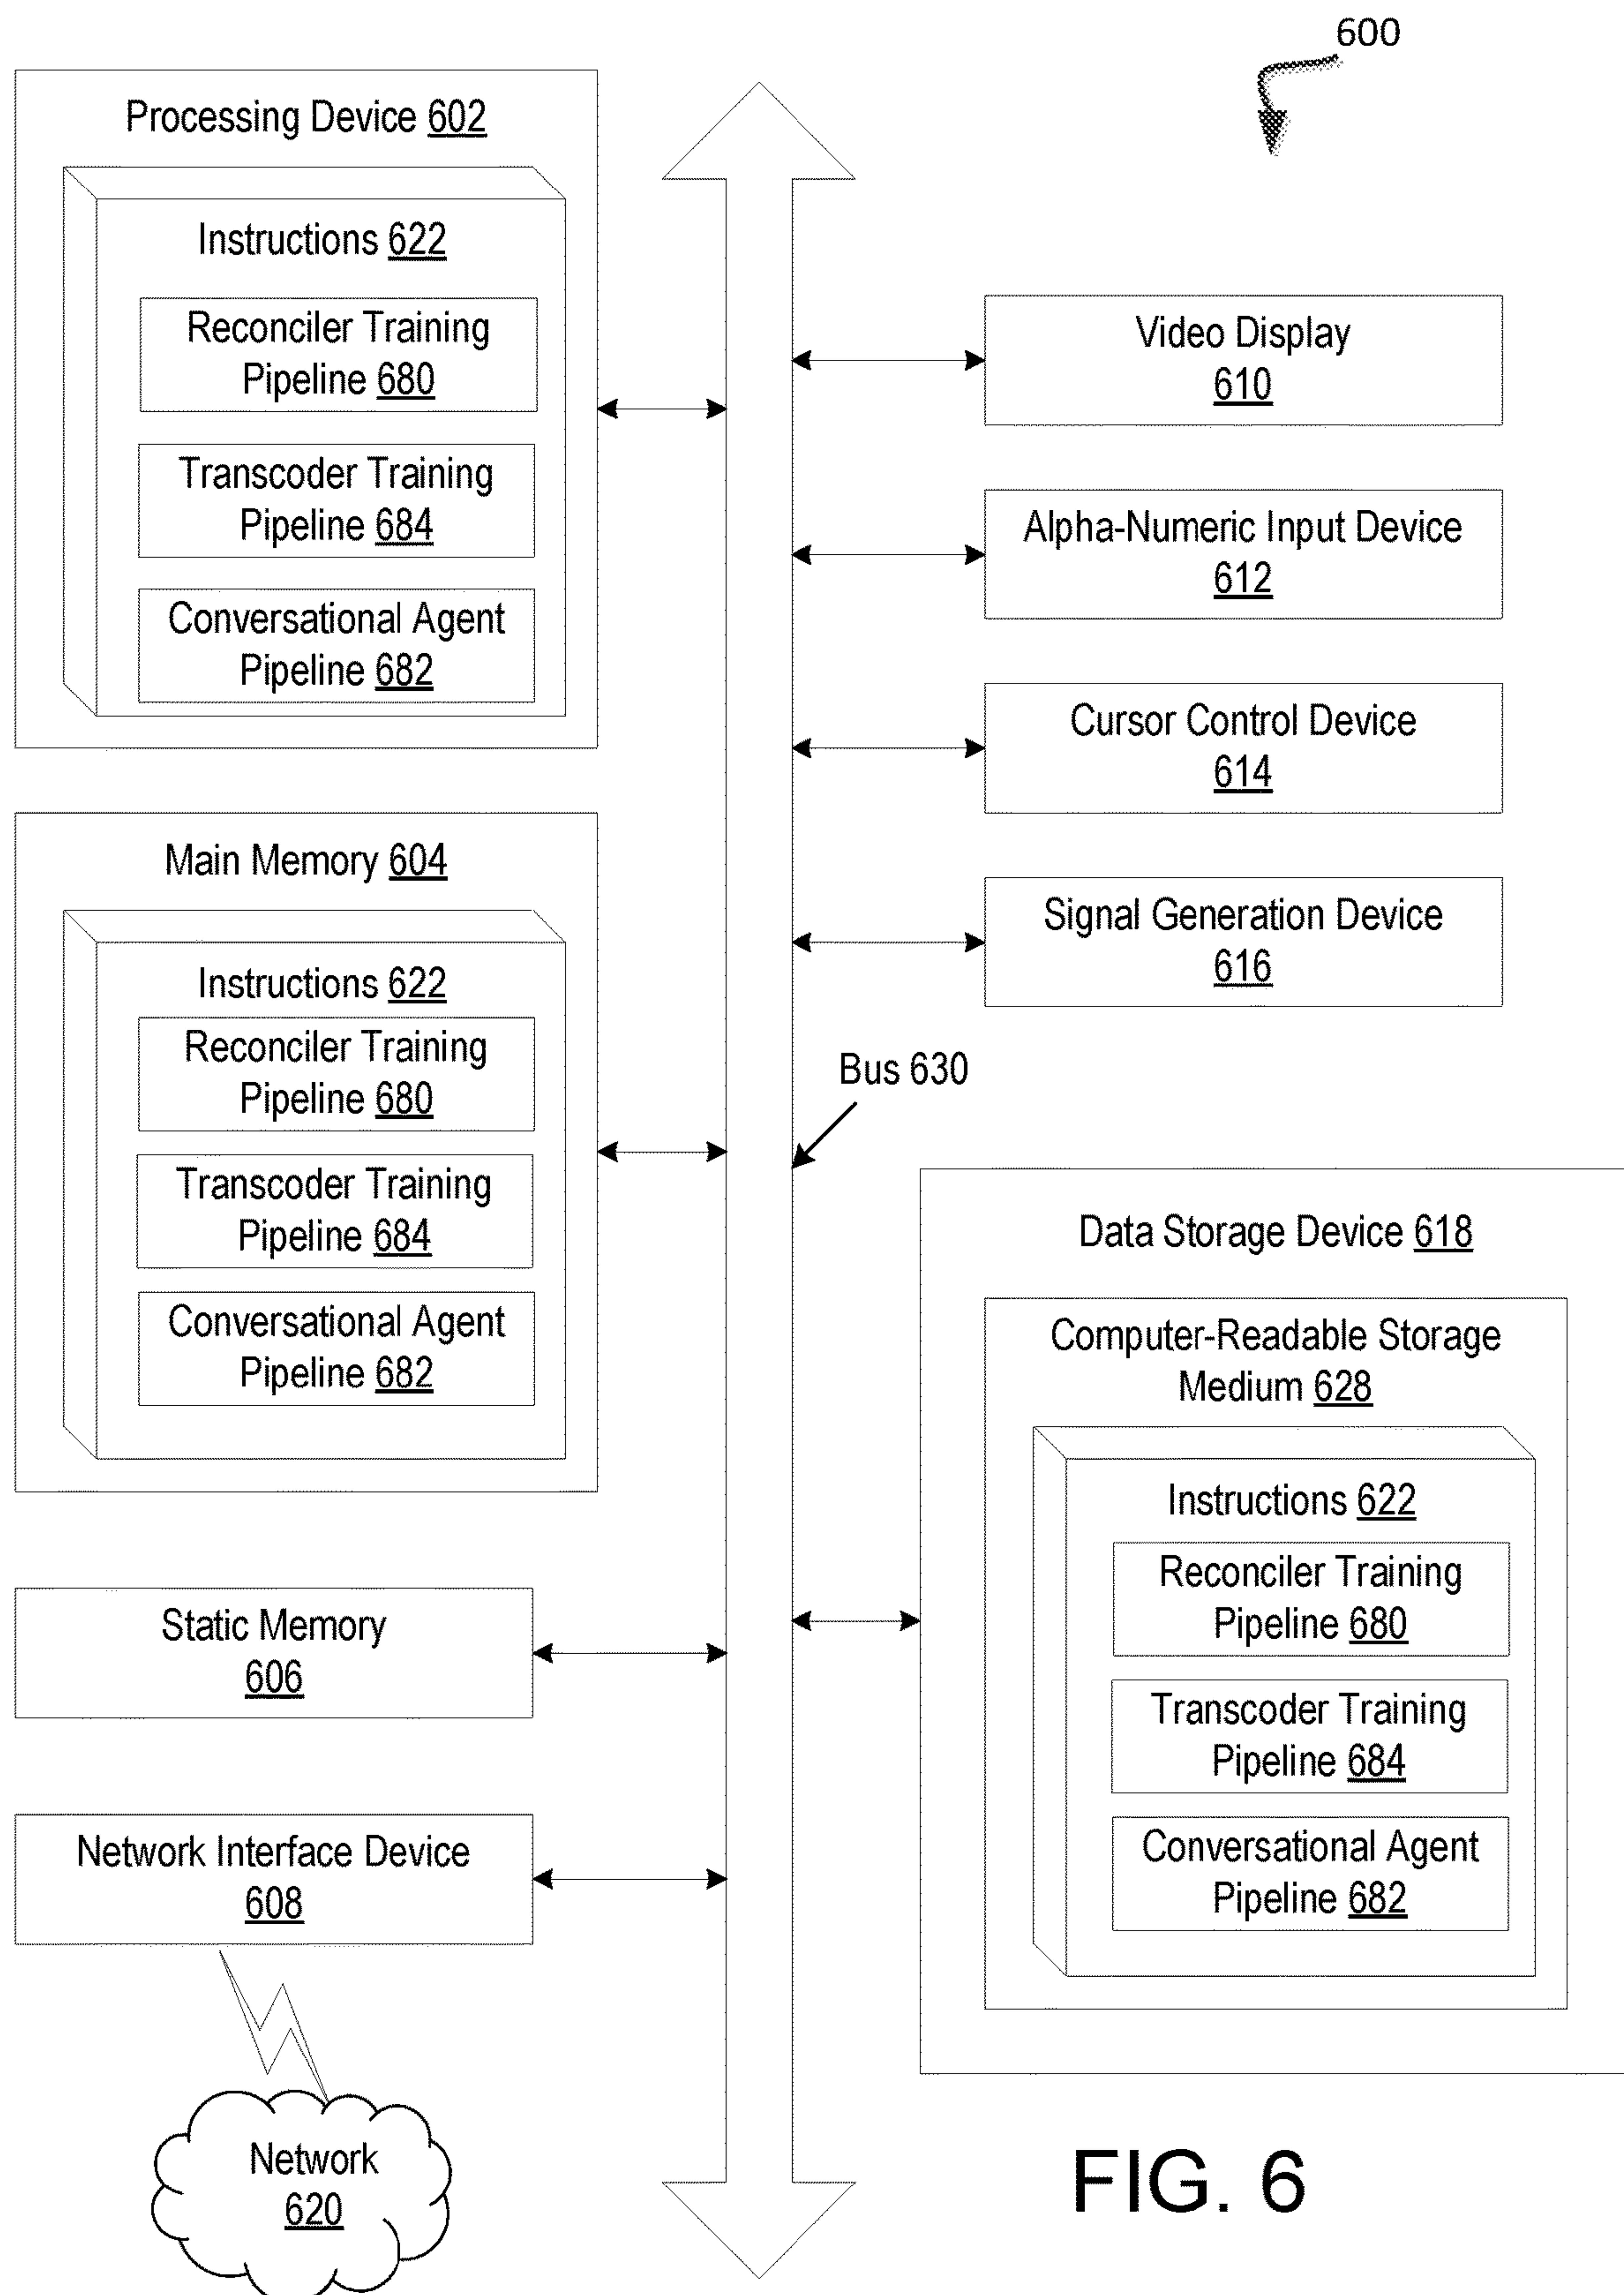 600
Processing Device 602
Instructions 622
Reconciler Training
Pipeline 680
Transcoder Training
Pipeline 684
Conversational Agent
Pipeline 682
Main Memory 604
Instructions 622
Reconciler Training
Pipeline 680
Transcoder Training
Pipeline 684
Conversational Agent
Pipeline 682
Static Memory
606
Network Interface Device
608
Network
620
Video Display
610
Alpha-Numeric Input Device
612
Cursor Control Device
614
Signal Generation Device
616
Bus 630
Data Storage Device 618
Computer-Readable Storage
Medium 628
Instructions 622
Reconciler Training
Pipeline 680
Transcoder Training
Pipeline 684
Conversational Agent
Pipeline 682
FIG. 6